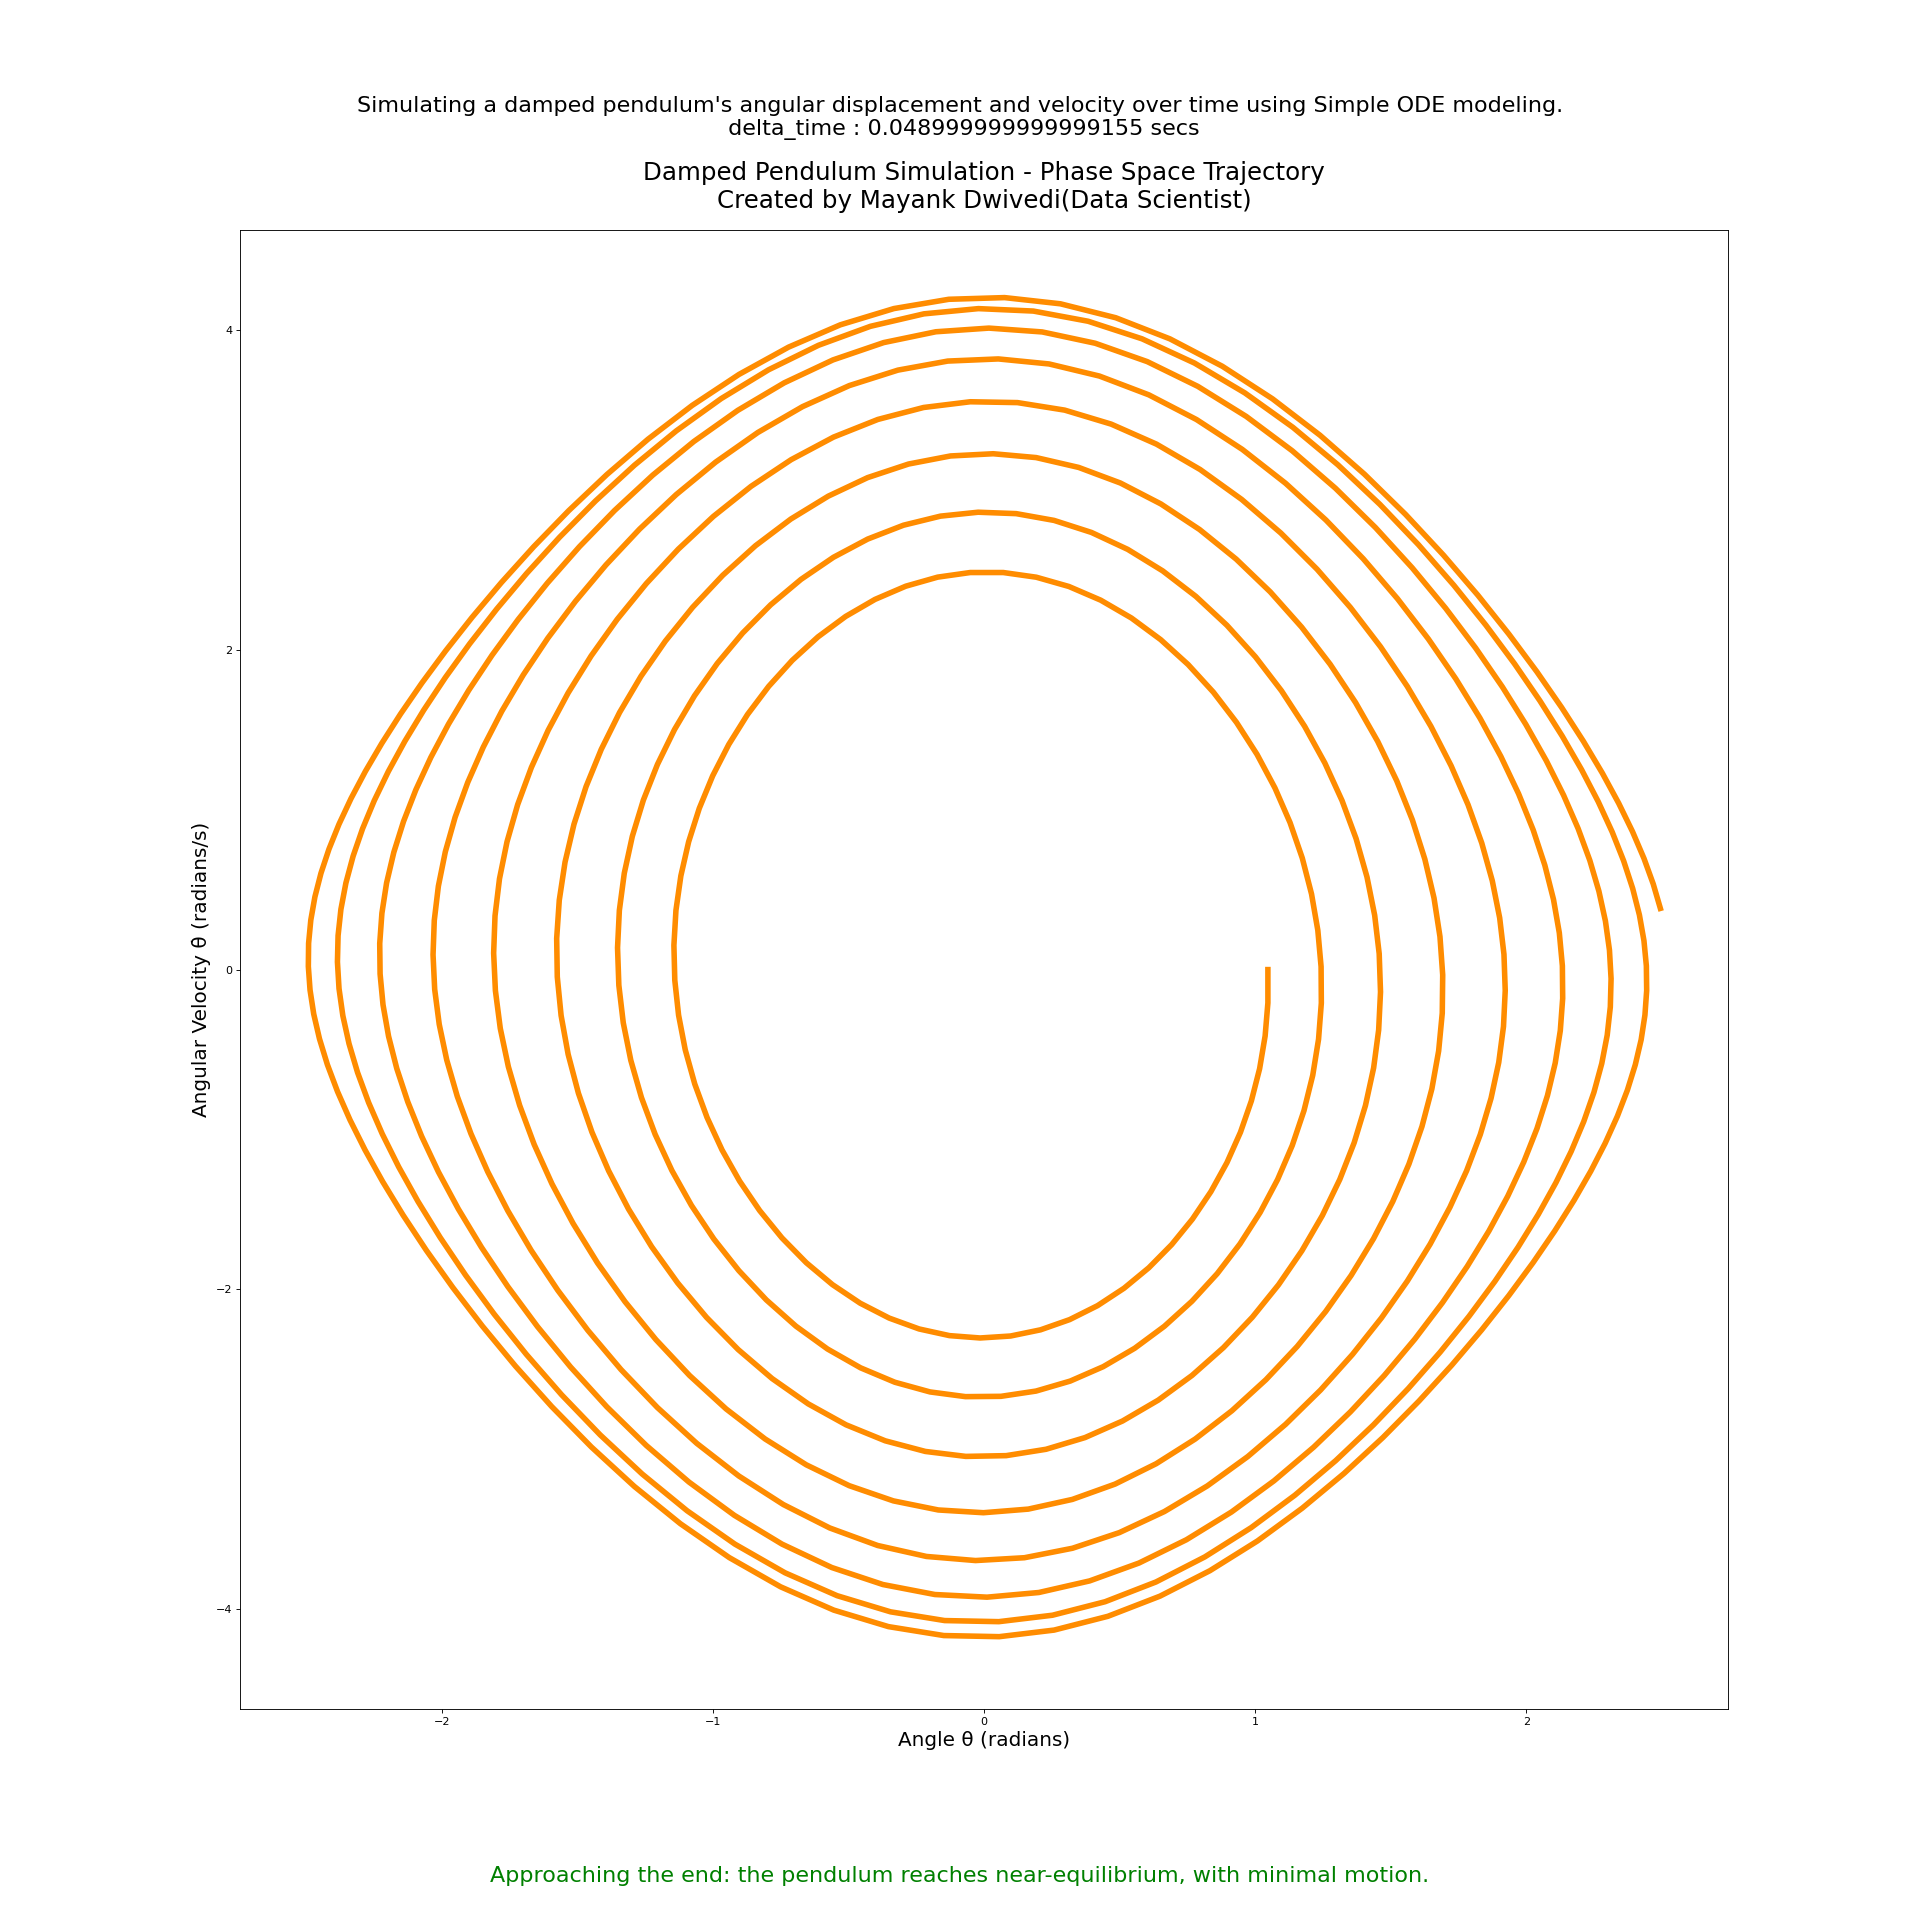 Simulating a damped pendulum's angular displacement and velocity over time using Simple ODE modeling.
delta_time : 0.048999999999999155 secs
Damped Pendulum Simulation - Phase Space Trajectory
Created by Mayank Dwivedi(Data Scientist)
4
2
0
−2
−4
Angular Velocity θ (radians/s)
−2
−1
0
1
2
Angle θ (radians)
Approaching the end: the pendulum reaches near-equilibrium, with minimal motion.